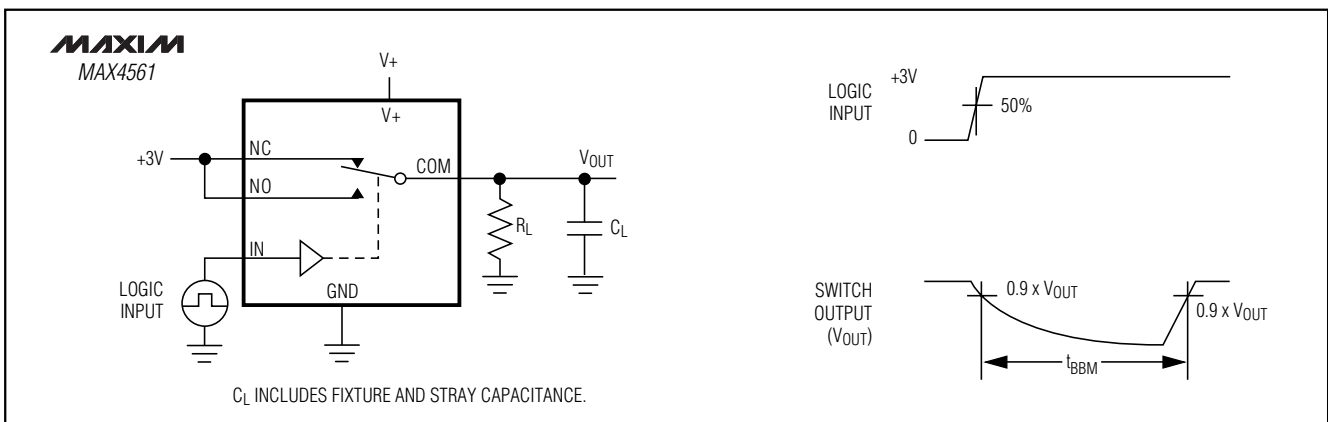 MAXIM
MAX4561
V+
V+
+3V
NC
NO
COM
VOUT
RL
CL
IN
LOGIC
INPUT
GND
CL INCLUDES FIXTURE AND STRAY CAPACITANCE.
LOGIC
INPUT
+3V
50%
0
SWITCH
OUTPUT
(VOUT)
0.9 x VOUT
0.9 x VOUT
tBBM